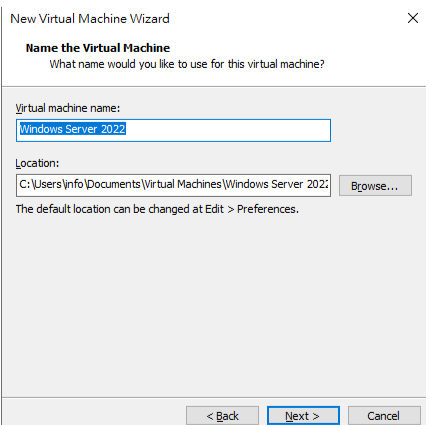 New Virtual Machine Wizard
Name the Virtual Machine
What name would you like to use for this virtual machine?
Virtual machine name:
Windows Server 2022
Location:
C:\Users\info\Documents\Virtual Machines\Windows Server 2022
Browse...
The default location can be changed at Edit > Preferences.
< Back
Next >
Cancel